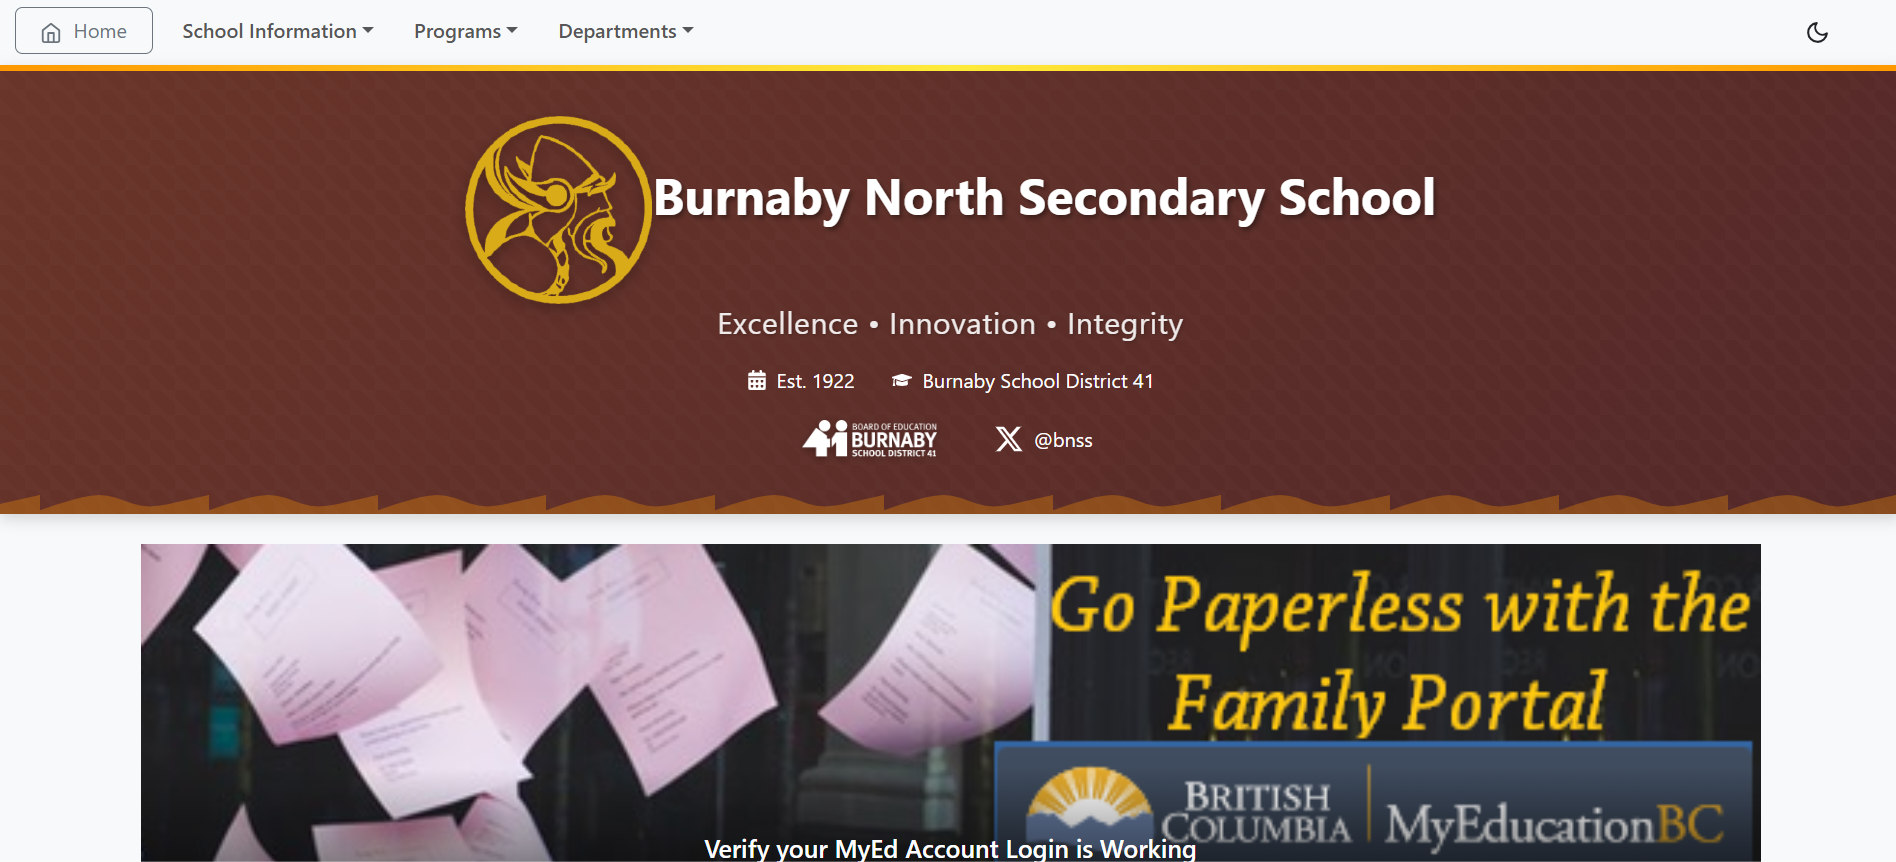 Home
School Information
Programs
Departments
Burnaby North Secondary School
Excellence • Innovation • Integrity
Est. 1922
Burnaby School District 41
BOARD OF EDUCATION
BURNABY
SCHOOL DISTRICT 41
@bnss
Go Paperless with the
Family Portal
BRITISH
COLUMBIA
MyEducationBC
Verify your MyEd Account Login is Working